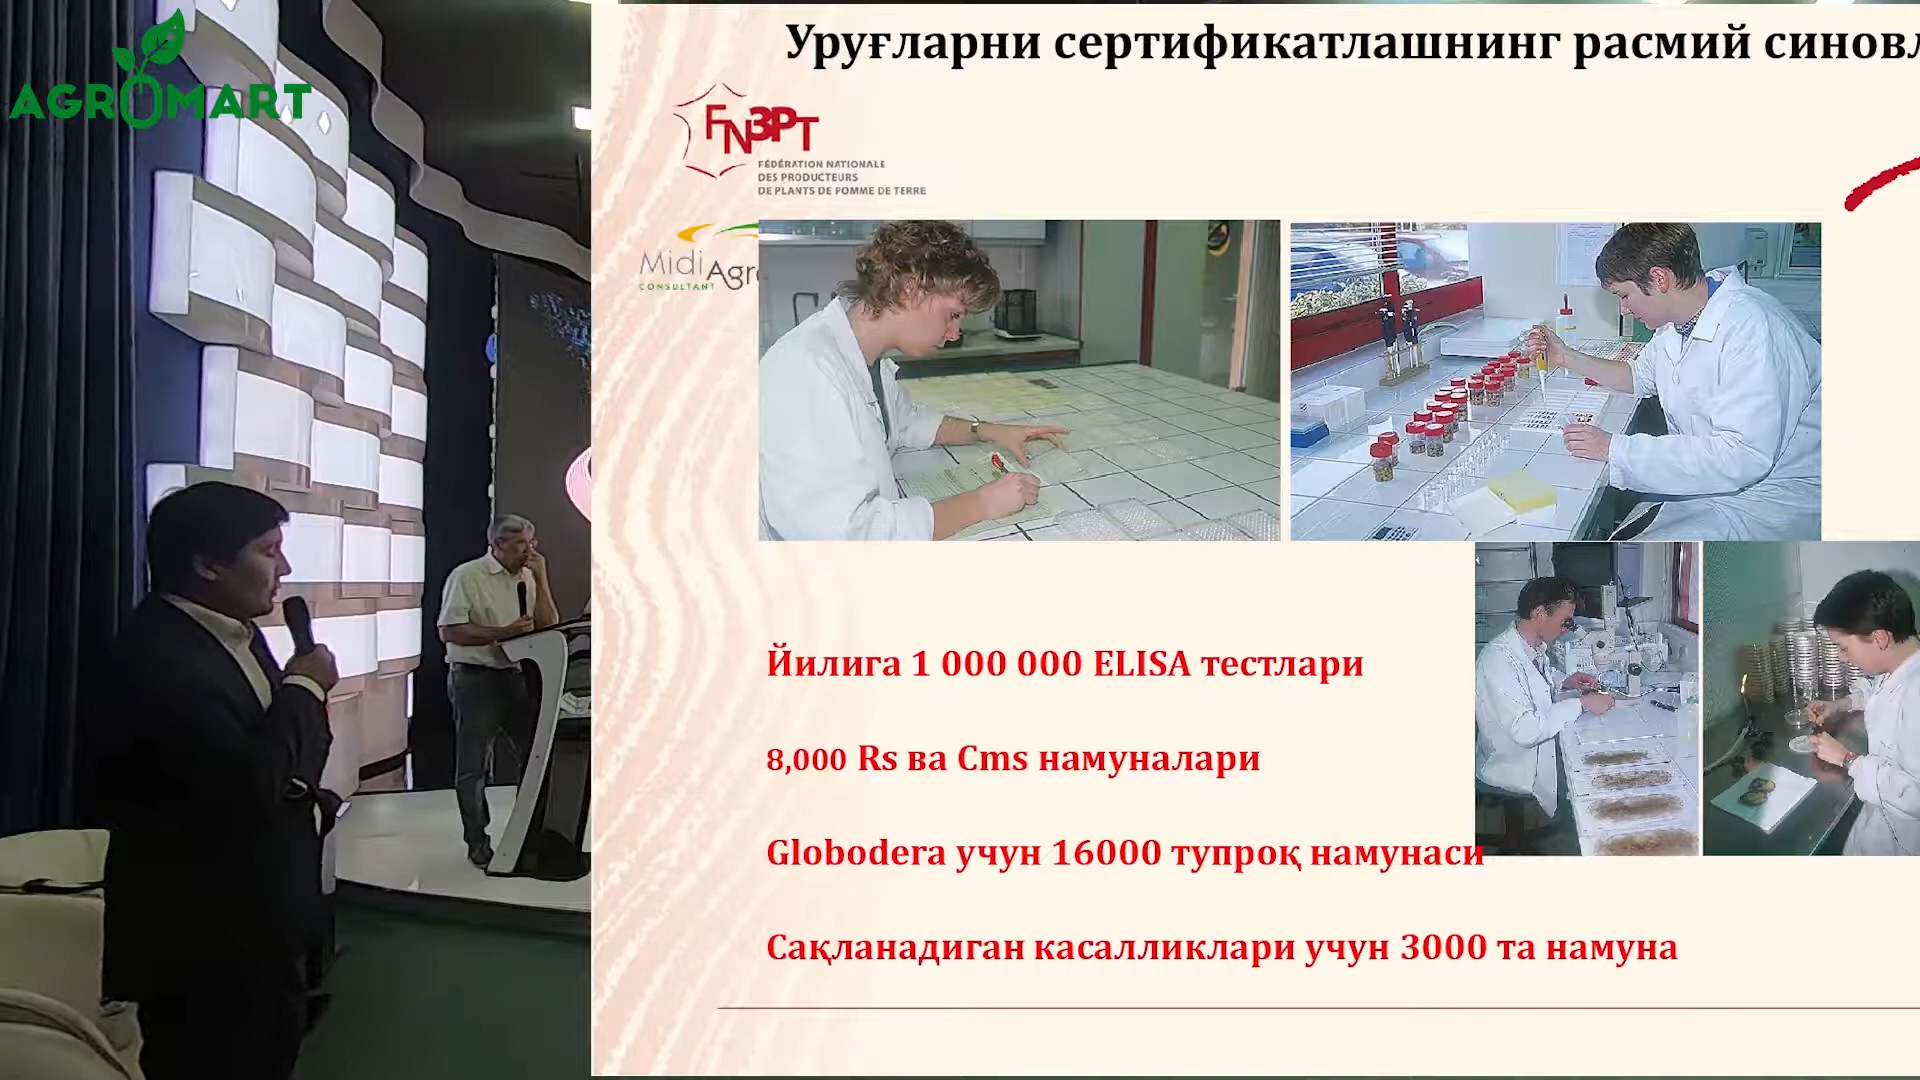 AGROMART
Уруғларни сертификатлашнинг расмий
FN3PT
FÉDÉRATION NATIONALE
DES PRODUCTEURS
DE PLANTS DE POMME DE TERRE
Midi
CONSULTANT
Йилига 1 000 000 ELISA тестлари
8,000 Rs ва Cms намуналари
Globodera учун 16000 тупроқ намунаси
Сақланадиган касалликлари учун 3000 та намуна